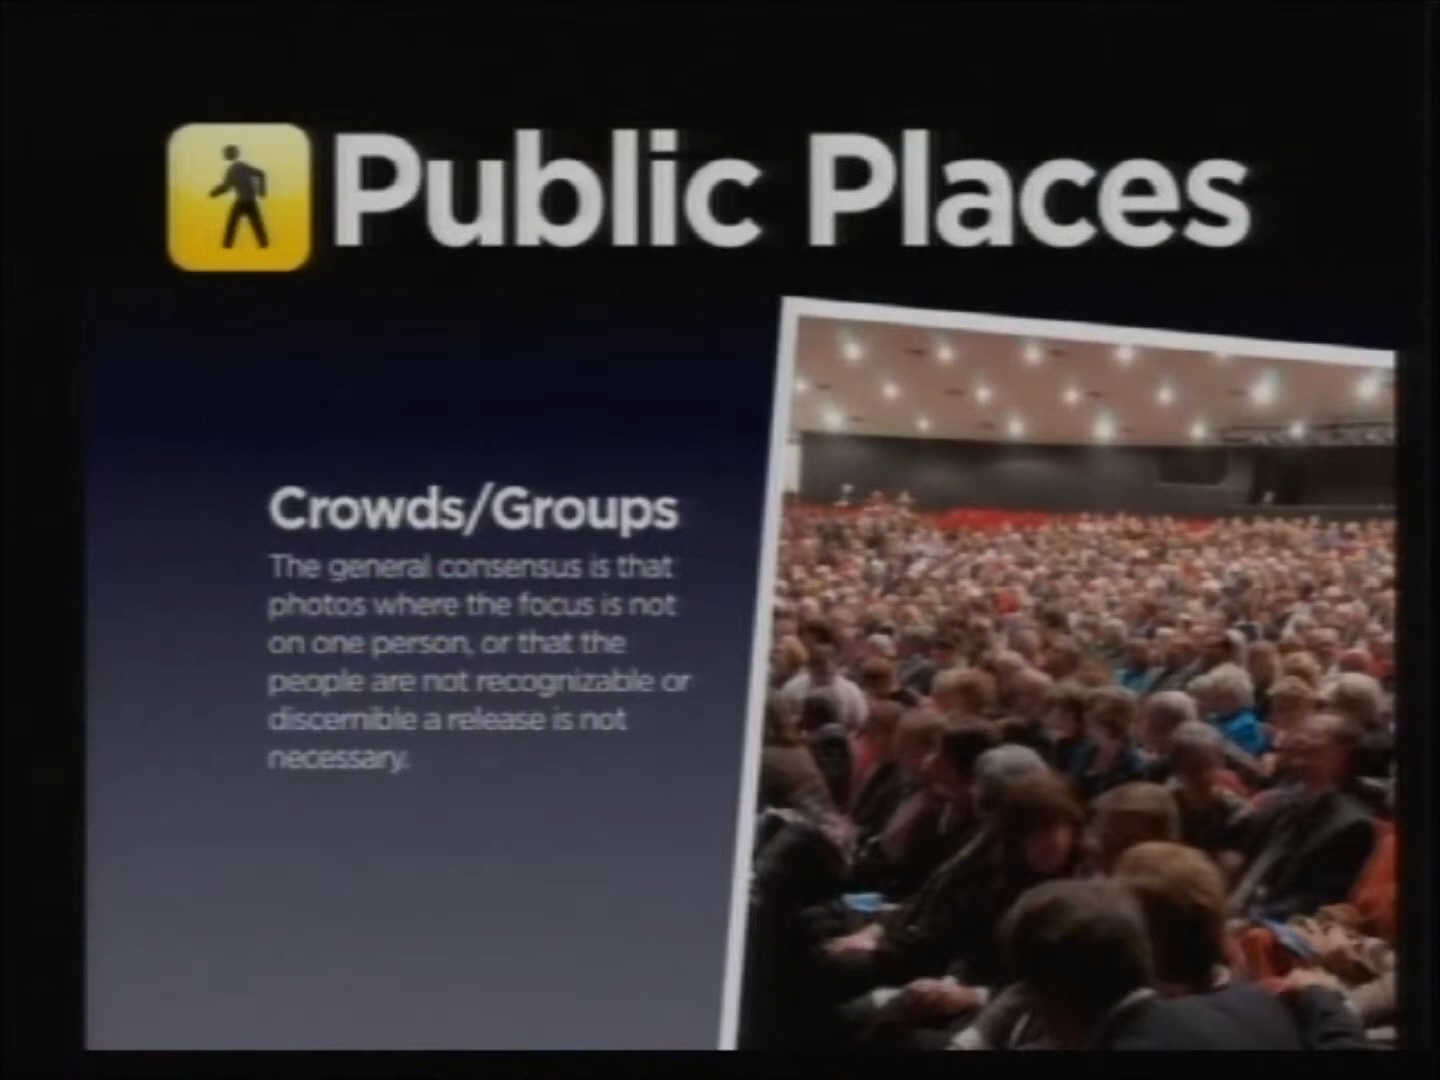 Public Places
Crowds/Groups
The general consensus is that
photos where the focus is not
on one person, or that the
people are not recognizable or
discernible a release is not
necessary.